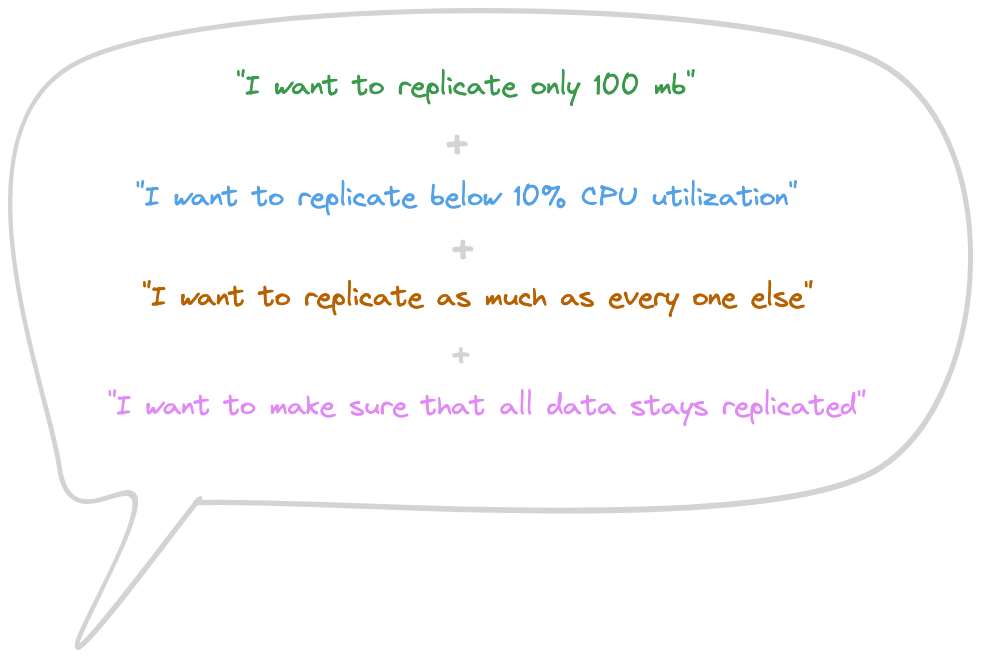 "I want to replicate only 100 mb"
+
"I want to replicate below 10% CPU utilization"
+
"I want to replicate as much as every one else"
+
"I want to make sure that all data stays replicated"